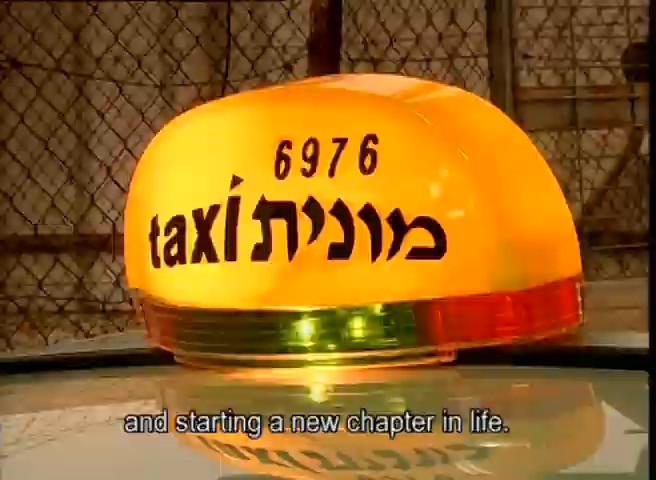 6976
taxi מונית
and starting a new chapter in life.